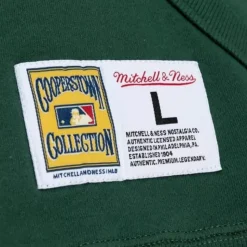 COOPERSTOWN
COLLECTION
MITCHELLANDNESS/MLB
Mitchell & Ness
L
MITCHELL & NESS NOSTALGIA CO.
AUTHENTIC LICENSED APPAREL
DESIGNED IN PHILADELPHIA, PA
ESTABLISHED 1904
AUTHENTIC.PREMIUM.LEGENDARY.